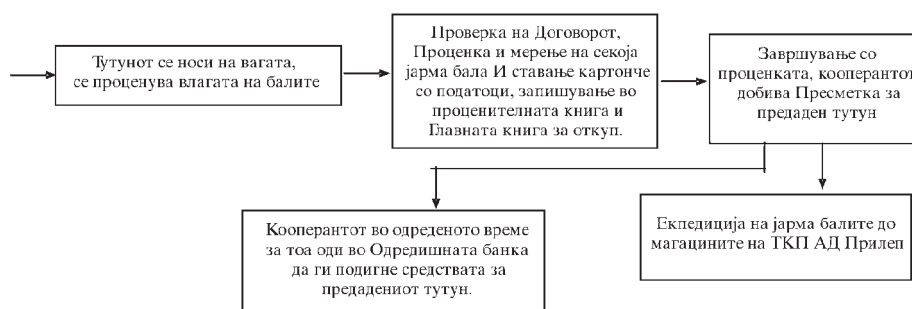 Тутунот се носи на вагата,
се проценува влагата на балите
Проверка на Договорот,
Проценка и мерење на секоја
јарма бала И ставање картонче
со податоци, запишување во
проценителната книга и
Главната книга за откуп.
Завршување со
проценката, кооперантот
добива Пресметка за
предаден тутун
Кооперантот во одреденото време
за тоа оди во Одредишната банка
да ги подигне средствата за
предадениот тутун.
Екпедиција на јарма балите до
магацините на ТКП АД Прилеп